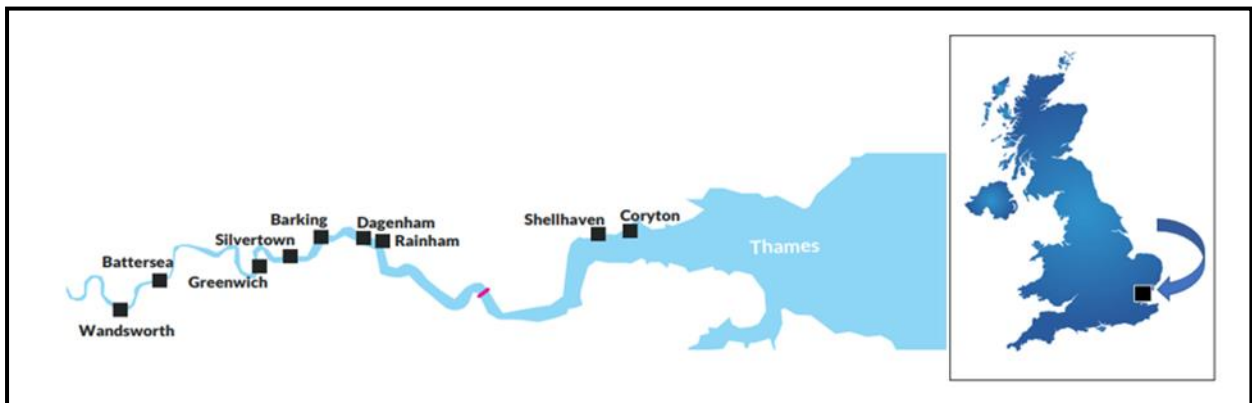 Wandsworth
Battersea
Greenwich
Silvertown
Barking
Dagenham
Rainham
Shellhaven
Coryton
Thames